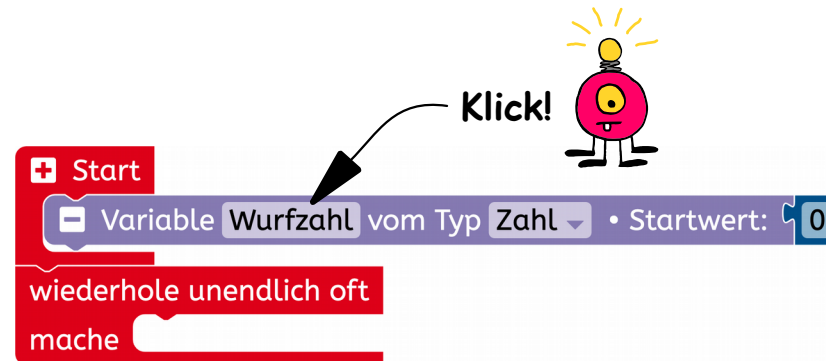 Klick!
+ Start
– Variable Wurfzahl vom Typ Zahl • Startwert: 0
wiederhole unendlich oft
mache